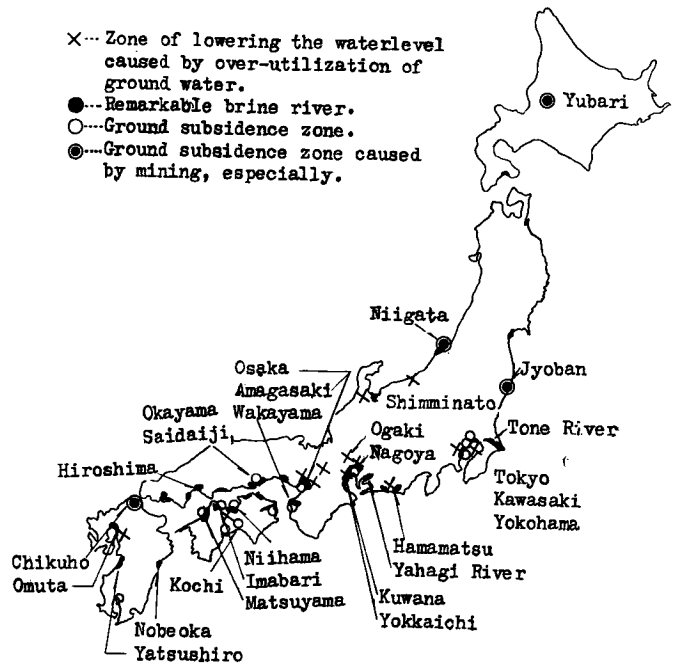 ×--- Zone of lowering the waterlevel
caused by over-utilization of
ground water.
●---Remarkable brine river.
○---Ground subsidence zone.
◉---Ground subsidence zone caused
by mining, especially.
Yubari
Niigata
Jyoban
Osaka
Amagasaki
Wakayama
Shimminato
Okayama
Saidaiji
Ogaki
Nagoya
Tone River
Hiroshima
Tokyo
Kawasaki
Yokohama
Chikuho
Omuta
Kochi
Niihama
Imabari
Matsuyama
Hamamatsu
Yahagi River
Kuwana
Yokkaichi
Nobeoka
Yatsushiro